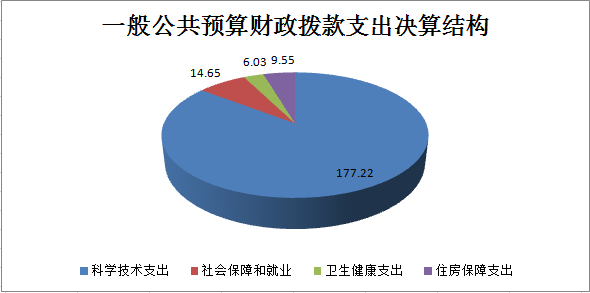 一般公共预算财政拨款支出决算结构
6.03 9.55
14.65
177.22
科学技术支出 社会保障和就业 卫生健康支出 住房保障支出